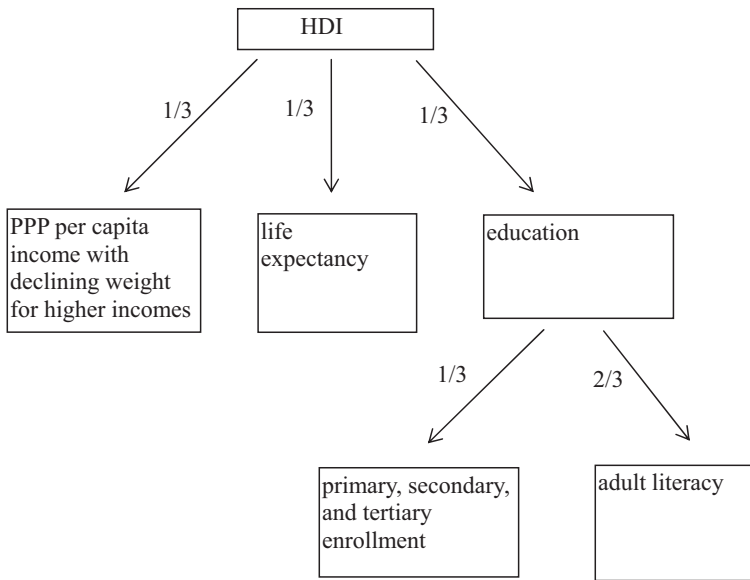 HDI
1/3
1/3
1/3
PPP per capita
income with
declining weight
for higher incomes
life
expectancy
education
1/3
2/3
primary, secondary,
and tertiary
enrollment
adult literacy